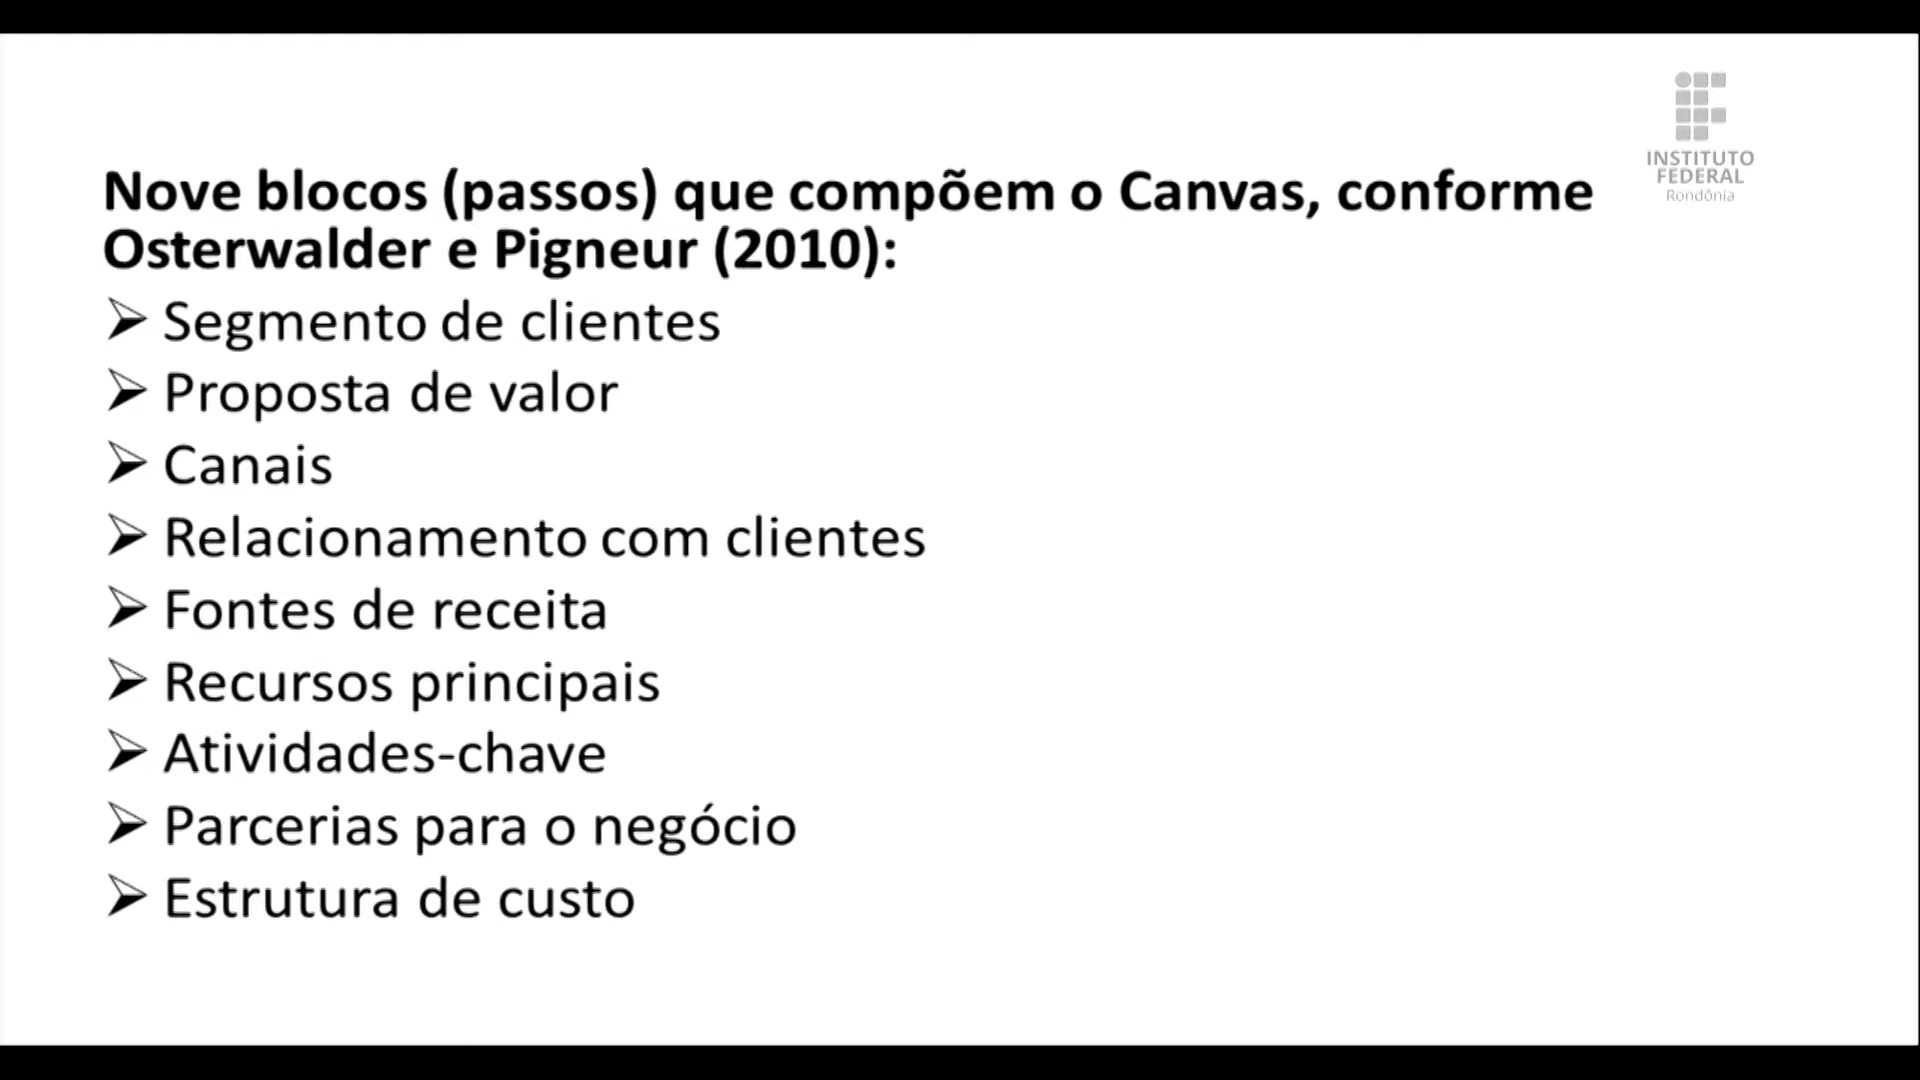 INSTITUTO
FEDERAL
Rondônia
Nove blocos (passos) que compõem o Canvas, conforme
Osterwalder e Pigneur (2010):
Segmento de clientes
Proposta de valor
Canais
Relacionamento com clientes
Fontes de receita
Recursos principais
Atividades-chave
Parcerias para o negócio
Estrutura de custo